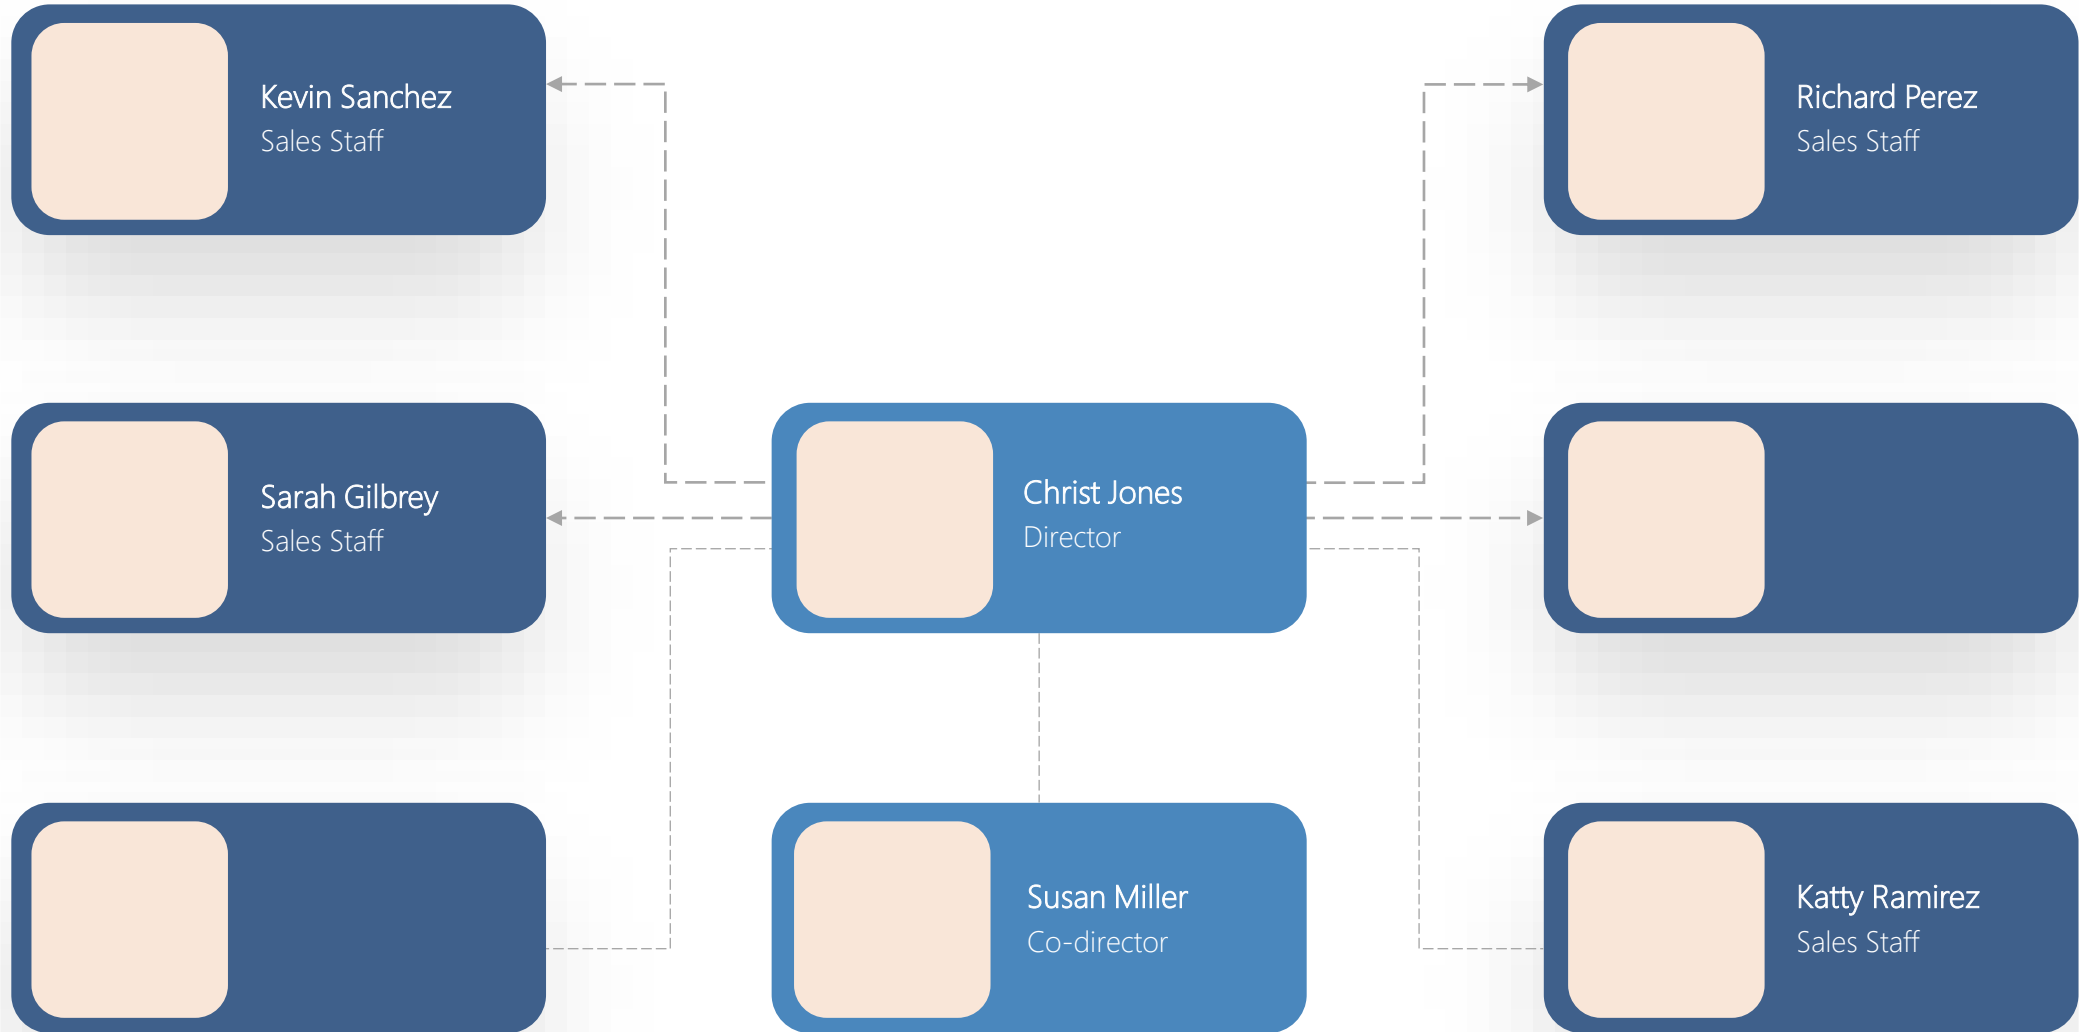 Kevin Sanchez
Sales Staff
Richard Perez
Sales Staff
Sarah Gilbrey
Sales Staff
Christ Jones
Director
Susan Miller
Co-director
Katty Ramirez
Sales Staff